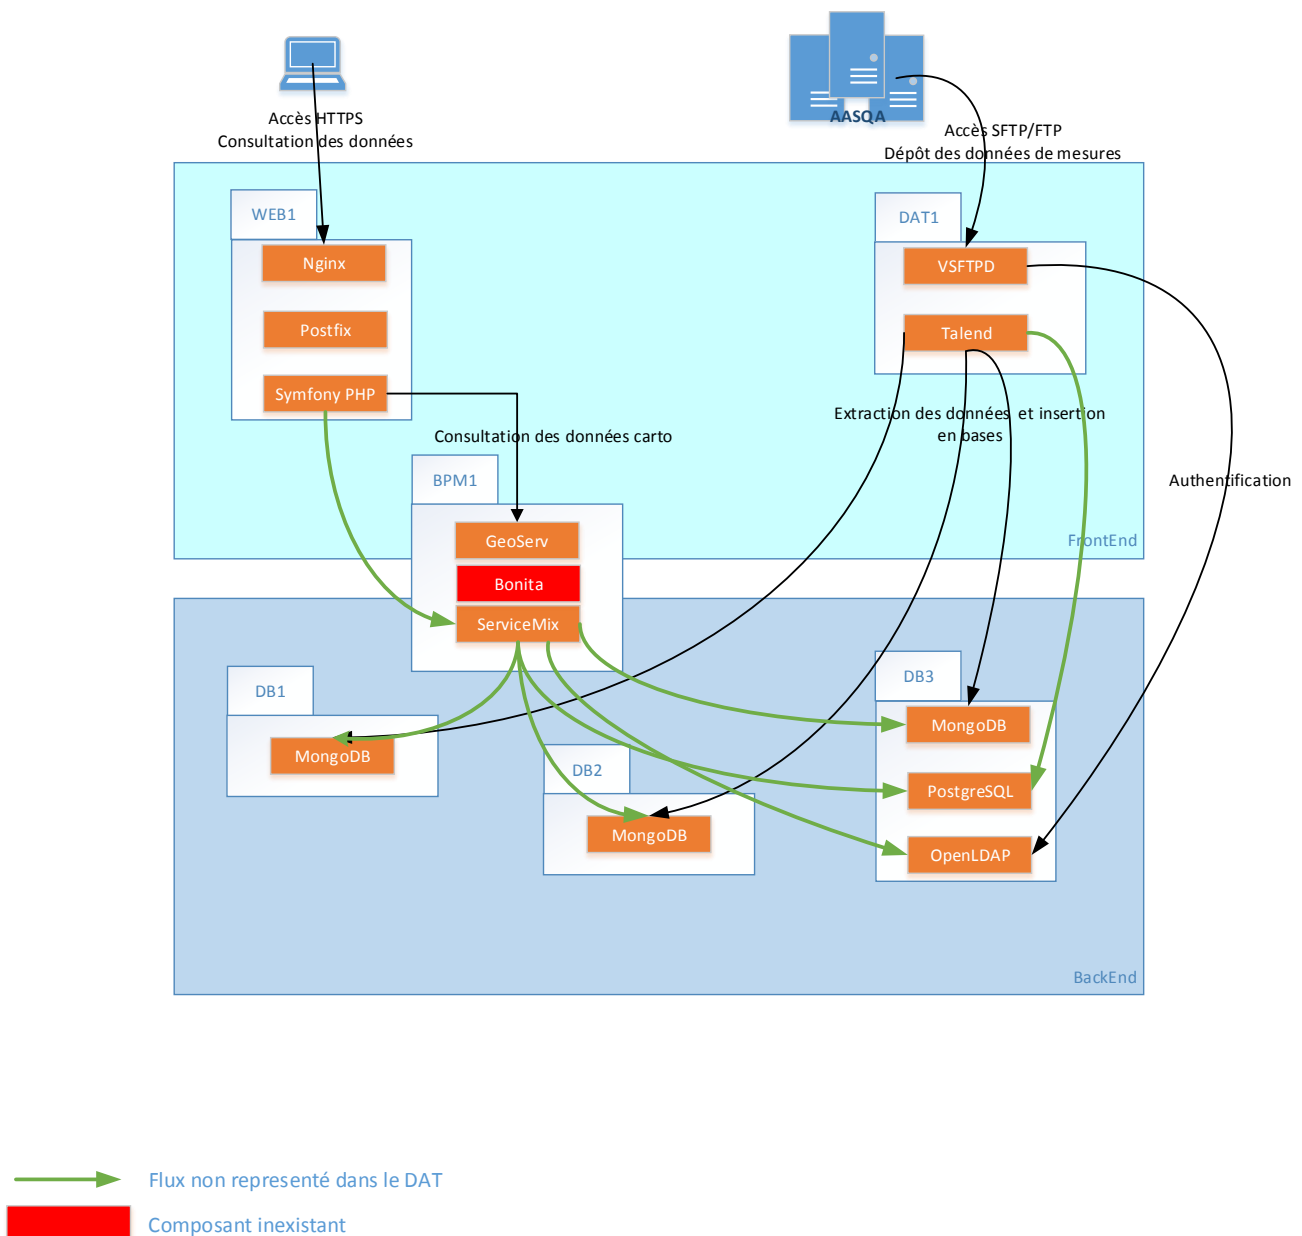 Accès HTTPS
Consultation des données
AASQA
Accès SFTP/FTP
Dépôt des données de mesures
WEB1
Nginx
Postfix
Symfony PHP
DAT1
VSFTPD
Talend
Extraction des données et insertion
en bases
Consultation des données carto
Authentification
BPM1
GeoServ
Bonita
ServiceMix
FrontEnd
DB1
MongoDB
DB2
MongoDB
DB3
MongoDB
PostgreSQL
OpenLDAP
BackEnd
Flux non representé dans le DAT
Composant inexistant